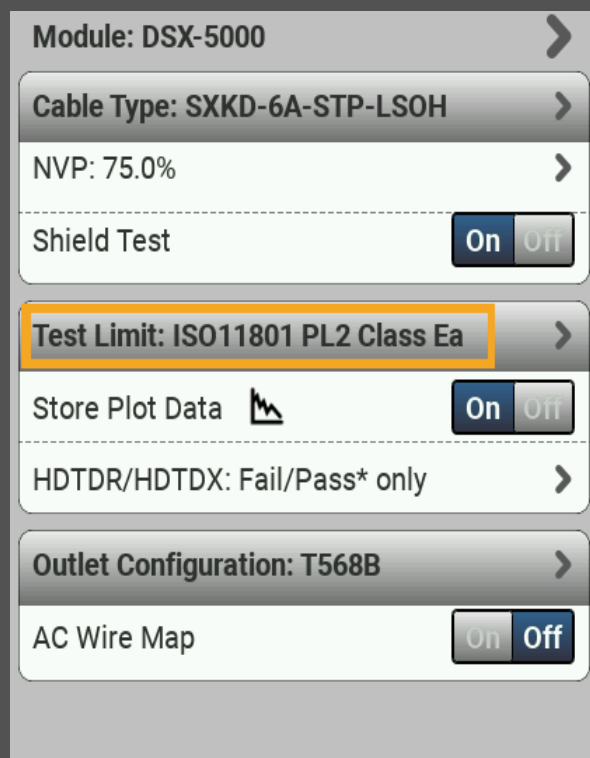 Module: DSX-5000
Cable Type: SXKD-6A-STP-LSOH
NVP: 75.0%
Shield Test On Off
Test Limit: ISO11801 PL2 Class Ea
Store Plot Data On Off
HDTDR/HDTDX: Fail/Pass* only
Outlet Configuration: T568B
AC Wire Map On Off